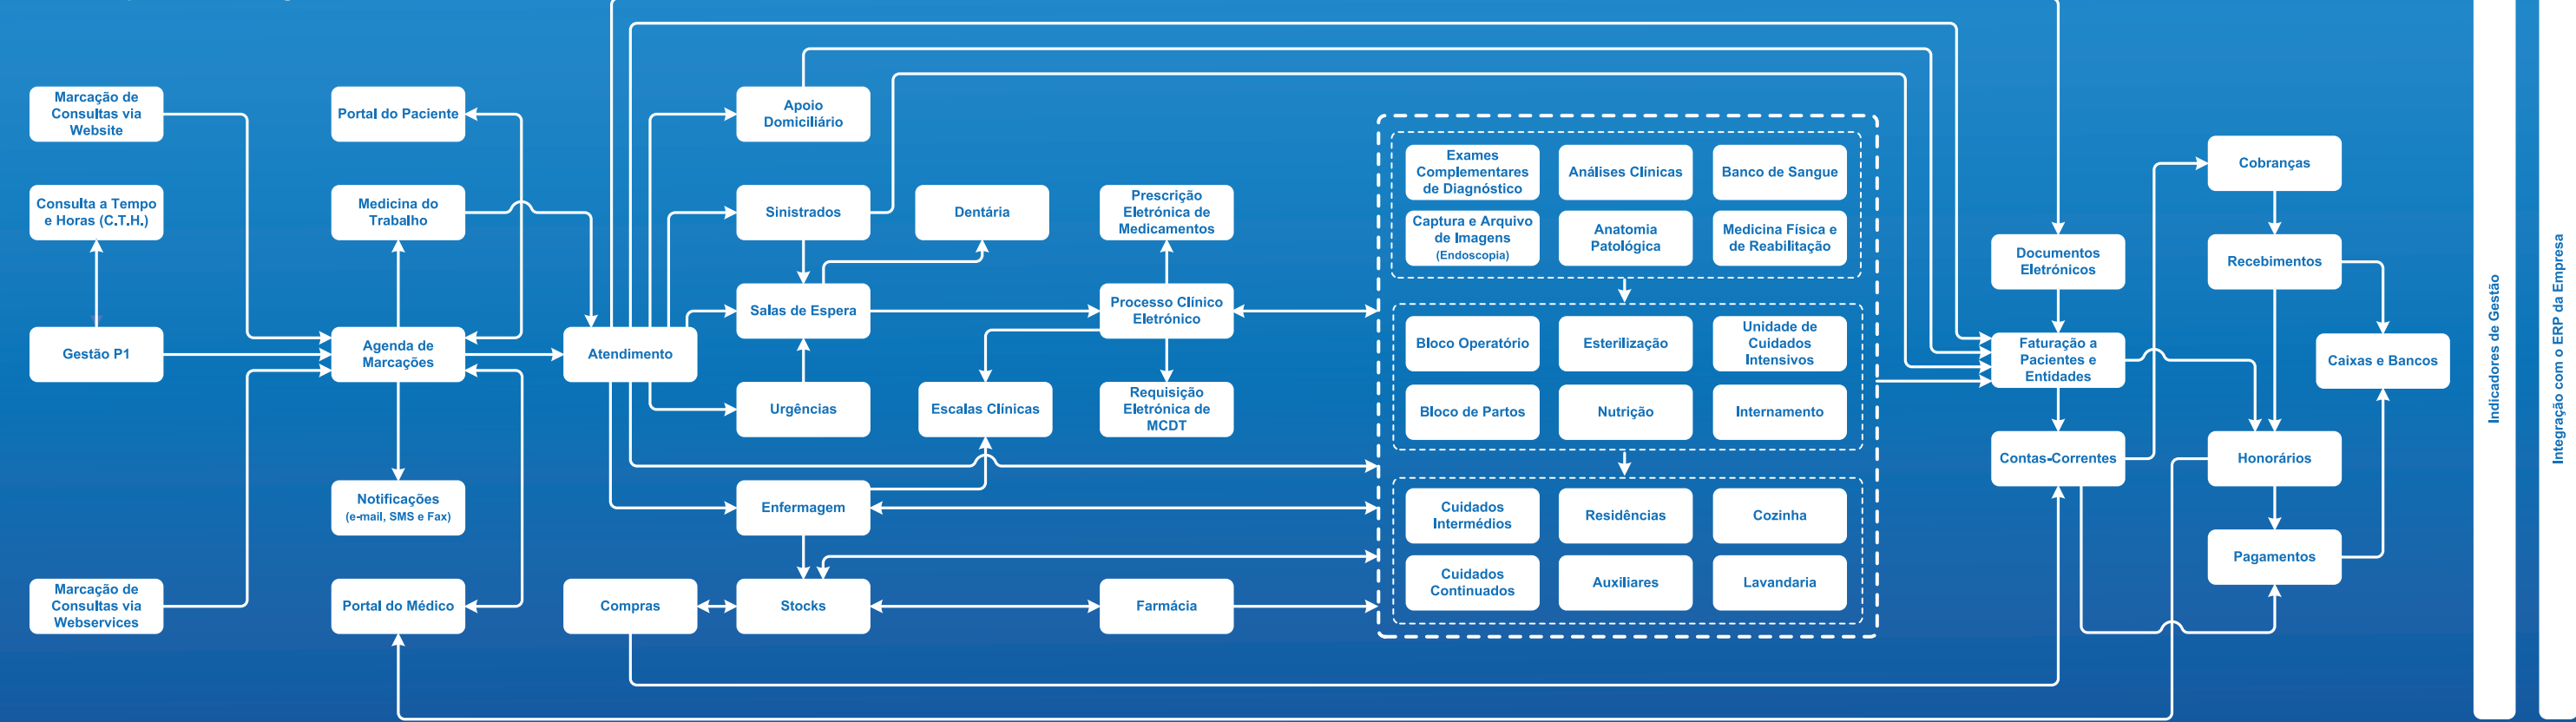 Marcação de
Consultas via
Website
Consulta a Tempo
e Horas (C.T.H.)
Gestão P1
Marcação de
Consultas via
Webservices
Portal do Paciente
Medicina do
Trabalho
Agenda de
Marcações
Notificações
(e-mail, SMS e Fax)
Portal do Médico
Atendimento
Compras
Apoio
Domiciliário
Sinistrados
Salas de Espera
Urgências
Enfermagem
Stocks
Dentária
Escalas Clínicas
Prescrição
Eletrónica de
Medicamentos
Processo Clínico
Eletrónico
Requisição
Eletrónica de
MCDT
Farmácia
Exames
Complementares
de Diagnóstico
Análises Clínicas
Banco de Sangue
Captura e Arquivo
de Imagens
(Endoscopia)
Anatomia
Patológica
Medicina Física e
de Reabilitação
Bloco Operatório
Esterilização
Unidade de
Cuidados
Intensivos
Bloco de Partos
Nutrição
Internamento
Cuidados
Intermédios
Residências
Cozinha
Cuidados
Continuados
Auxiliares
Lavandaria
Documentos
Eletrónicos
Faturação a
Pacientes e
Entidades
Contas-Correntes
Cobranças
Recebimentos
Honorários
Pagamentos
Caixas e Bancos
Indicadores de Gestão
Integração com o ERP da Empresa